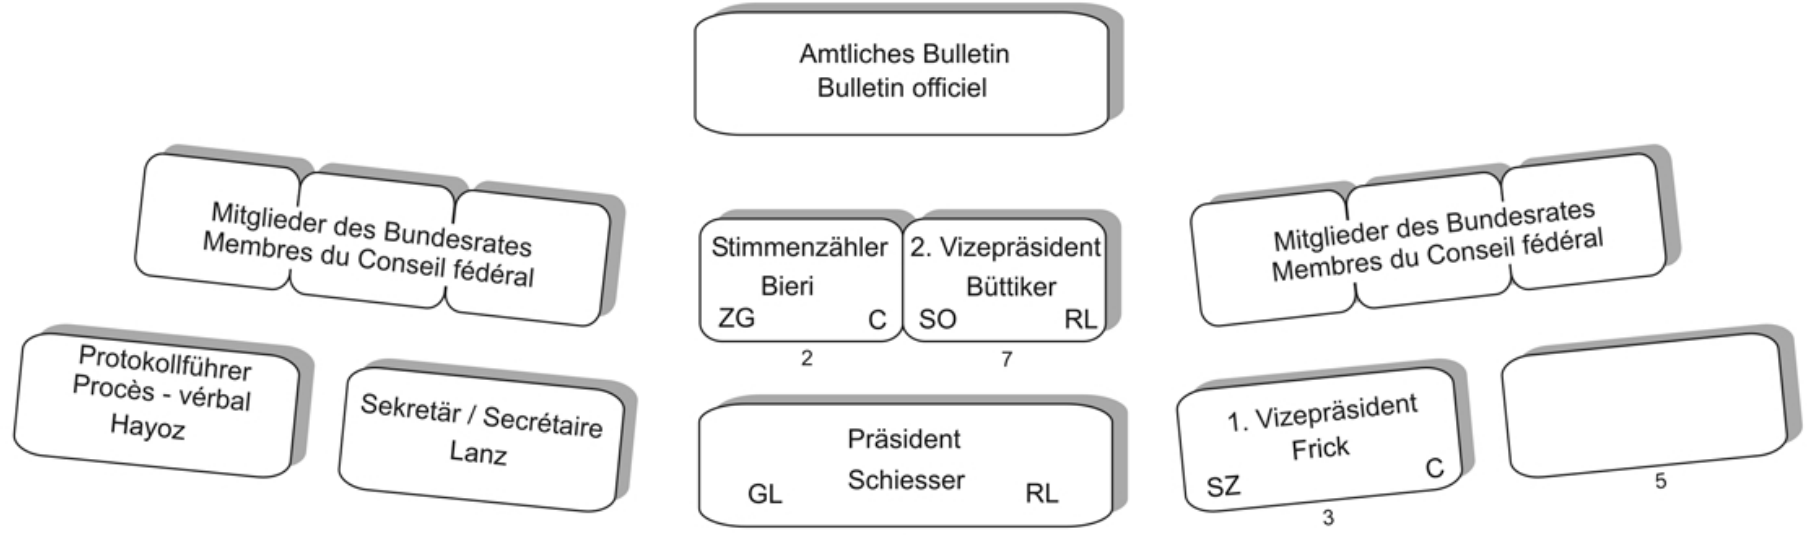 Amtliches Bulletin
Bulletin officiel
Mitglieder des Bundesrates
Membres du Conseil fédéral
Stimmenzähler
Bieri
ZG C
2
2. Vizepräsident
Büttiker
SO RL
7
Mitglieder des Bundesrates
Membres du Conseil fédéral
Protokollführer
Procès - vérbal
Hayoz
Sekretär / Secrétaire
Lanz
Präsident
Schiesser
GL RL
1. Vizepräsident
Frick
SZ C
3
5